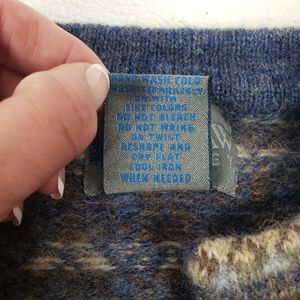 HAND WASH COLD
WASH SEPARATELY
OR WITH
LIKE COLORS
DO NOT BLEACH
DO NOT WRING
OR TWIST
RESHAPE AND
DRY FLAT
COOL IRON
WHEN NEEDED